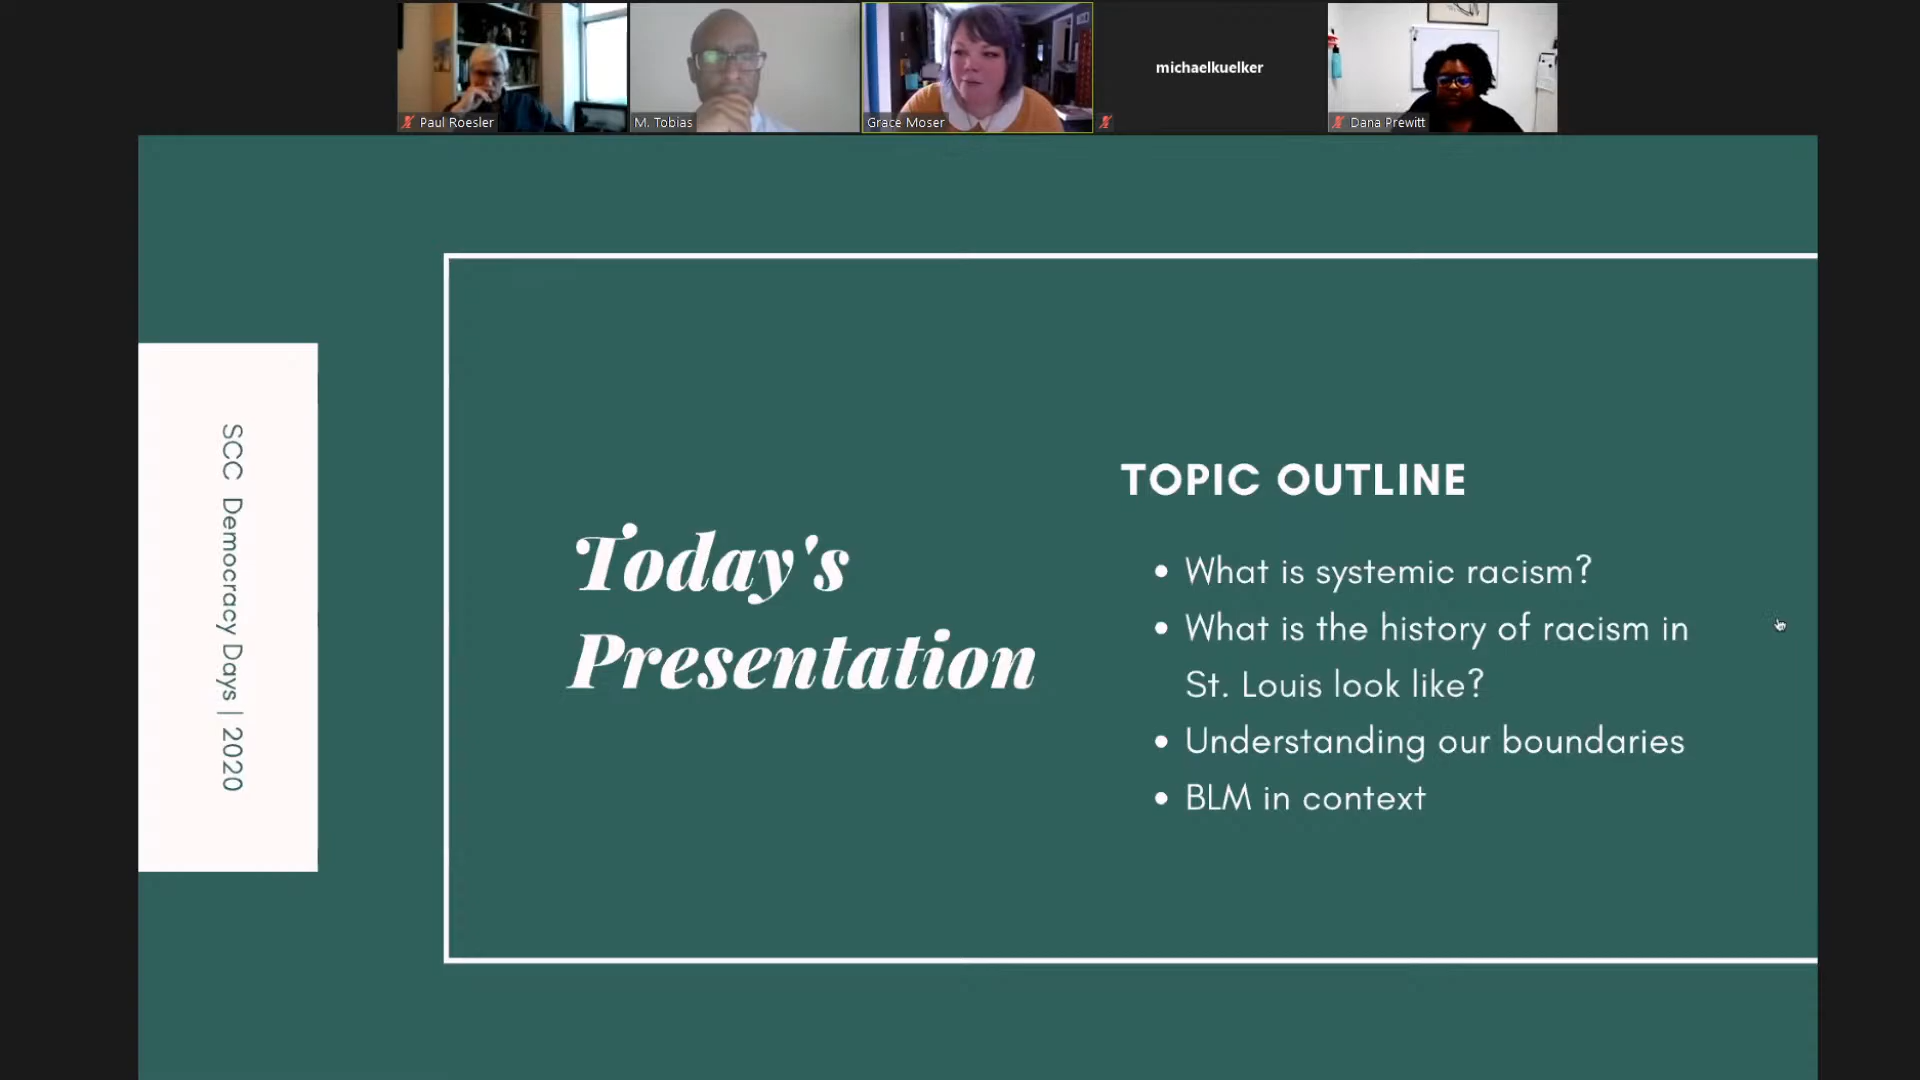 Paul Roesler
M. Tobias
Grace Moser
michaelkuelker
Dana Prewitt
SCC Democracy Days | 2020
Today's
Presentation
TOPIC OUTLINE
• What is systemic racism?
• What is the history of racism in
St. Louis look like?
• Understanding our boundaries
• BLM in context